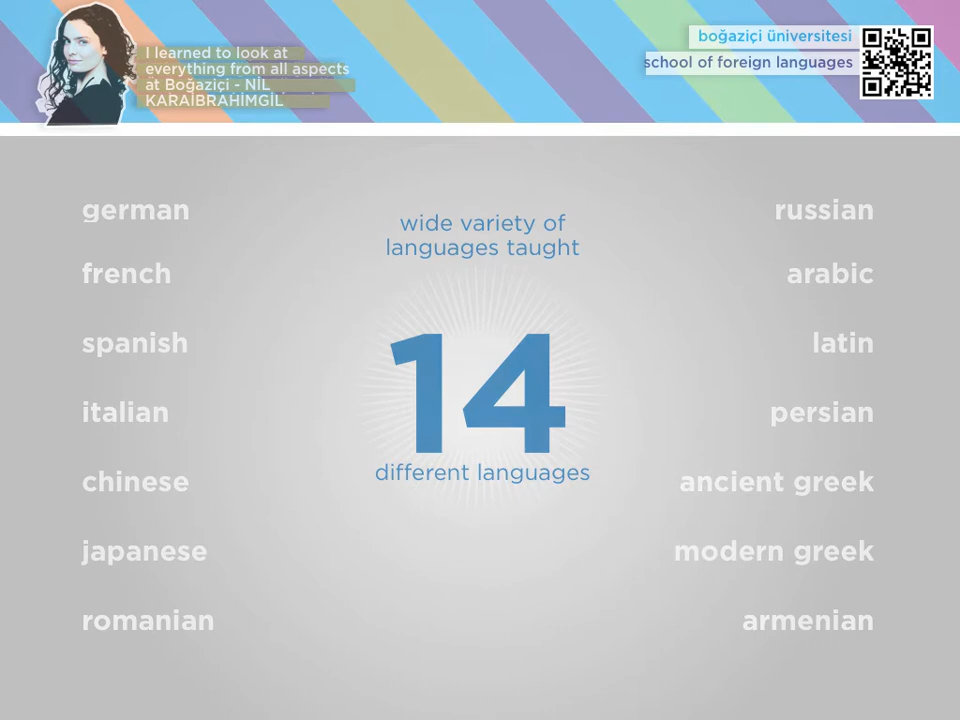 I learned to look at
everything from all aspects
at Boğaziçi - NİL
KARAİBRAHİMGİL
boğaziçi üniversitesi
school of foreign languages
wide variety of
languages taught
14
different languages
german
french
spanish
italian
chinese
japanese
romanian
russian
arabic
latin
persian
ancient greek
modern greek
armenian